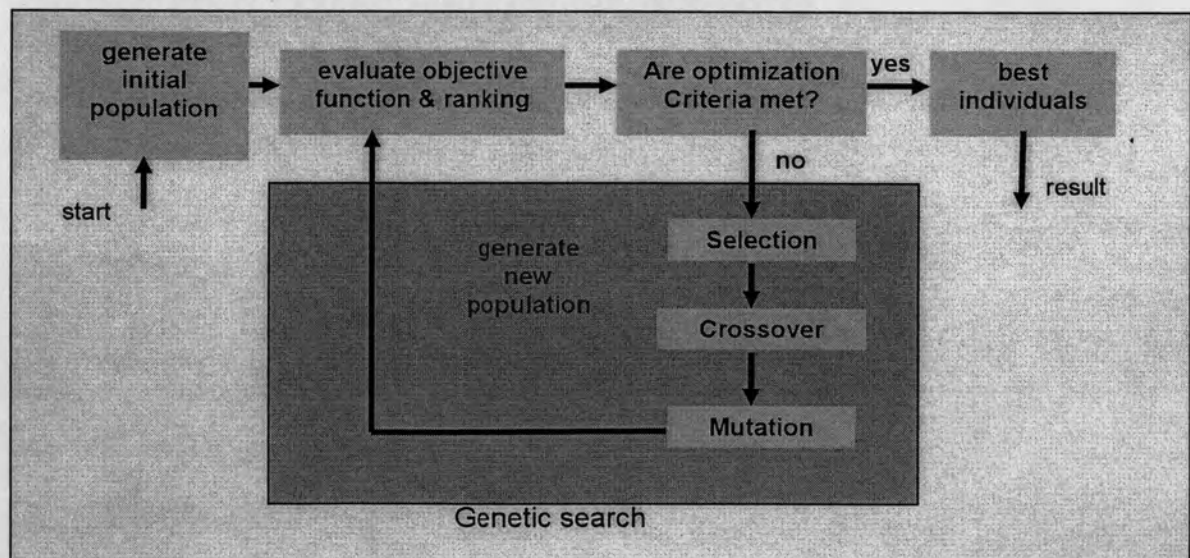 generate
initial
population
evaluate objective
function & ranking
Are optimization
Criteria met?
yes
best
individuals
start
no
result
generate
new
population
Selection
Crossover
Mutation
Genetic search